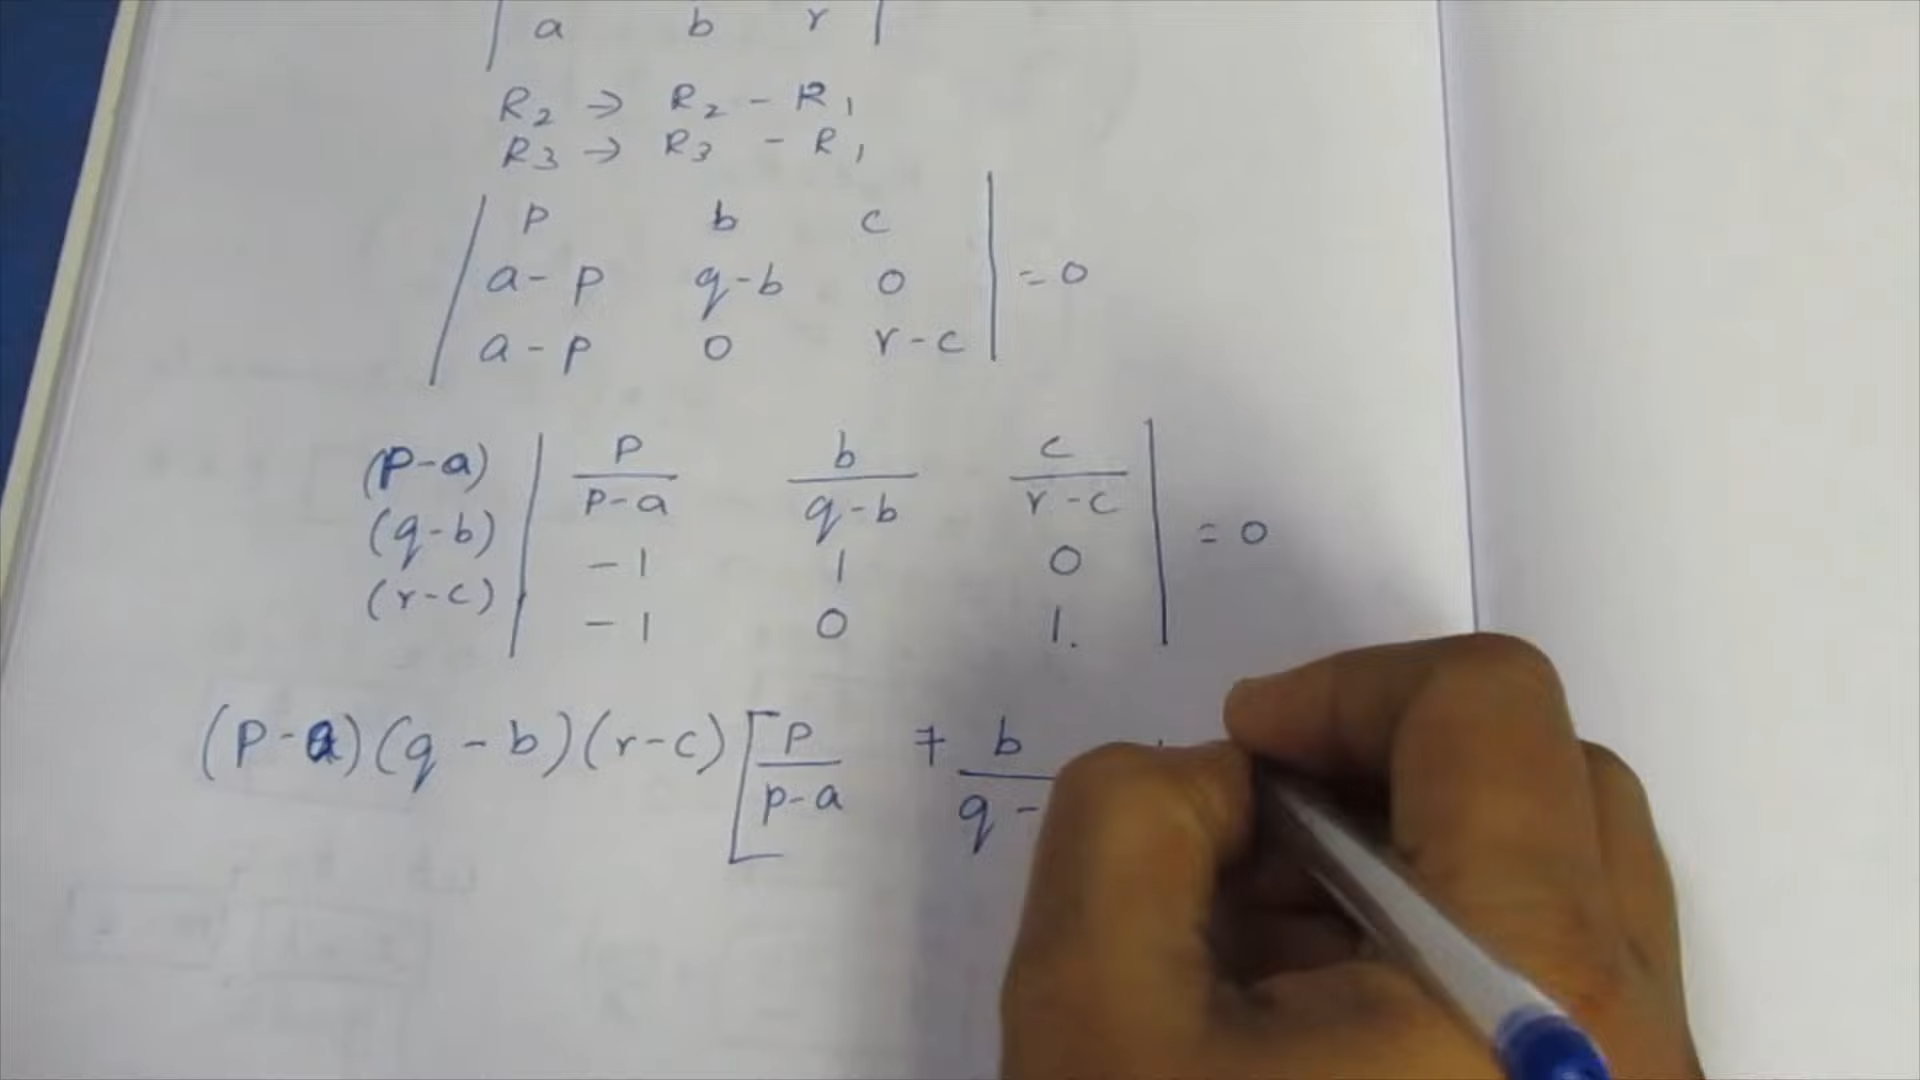 a b r
R₂ → R₂ - R₁
R₃ → R₃ - R₁
| p b c |
| a-p q-b 0 | = 0
| a-p 0 r-c |
(p-a) | p/(p-a) b/(q-b) c/(r-c) |
(q-b) | -1 1 0 | = 0
(r-c) | -1 0 1. |
(p-a)(q-b)(r-c) [ p/(p-a) + b/(q-